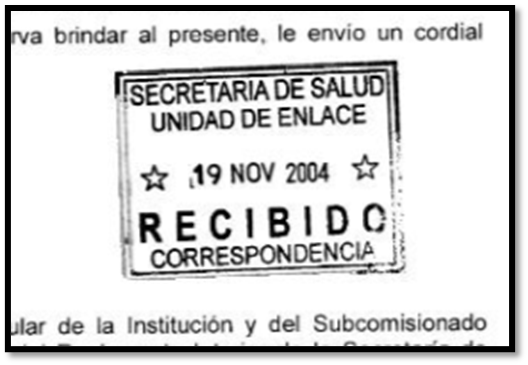 rva brindar al presente, le envío un cordial
SECRETARIA DE SALUD
UNIDAD DE ENLACE
☆ 19 NOV 2004 ☆
RECIBIDO
CORRESPONDENCIA
ular de la Institución y del Subcomisionado